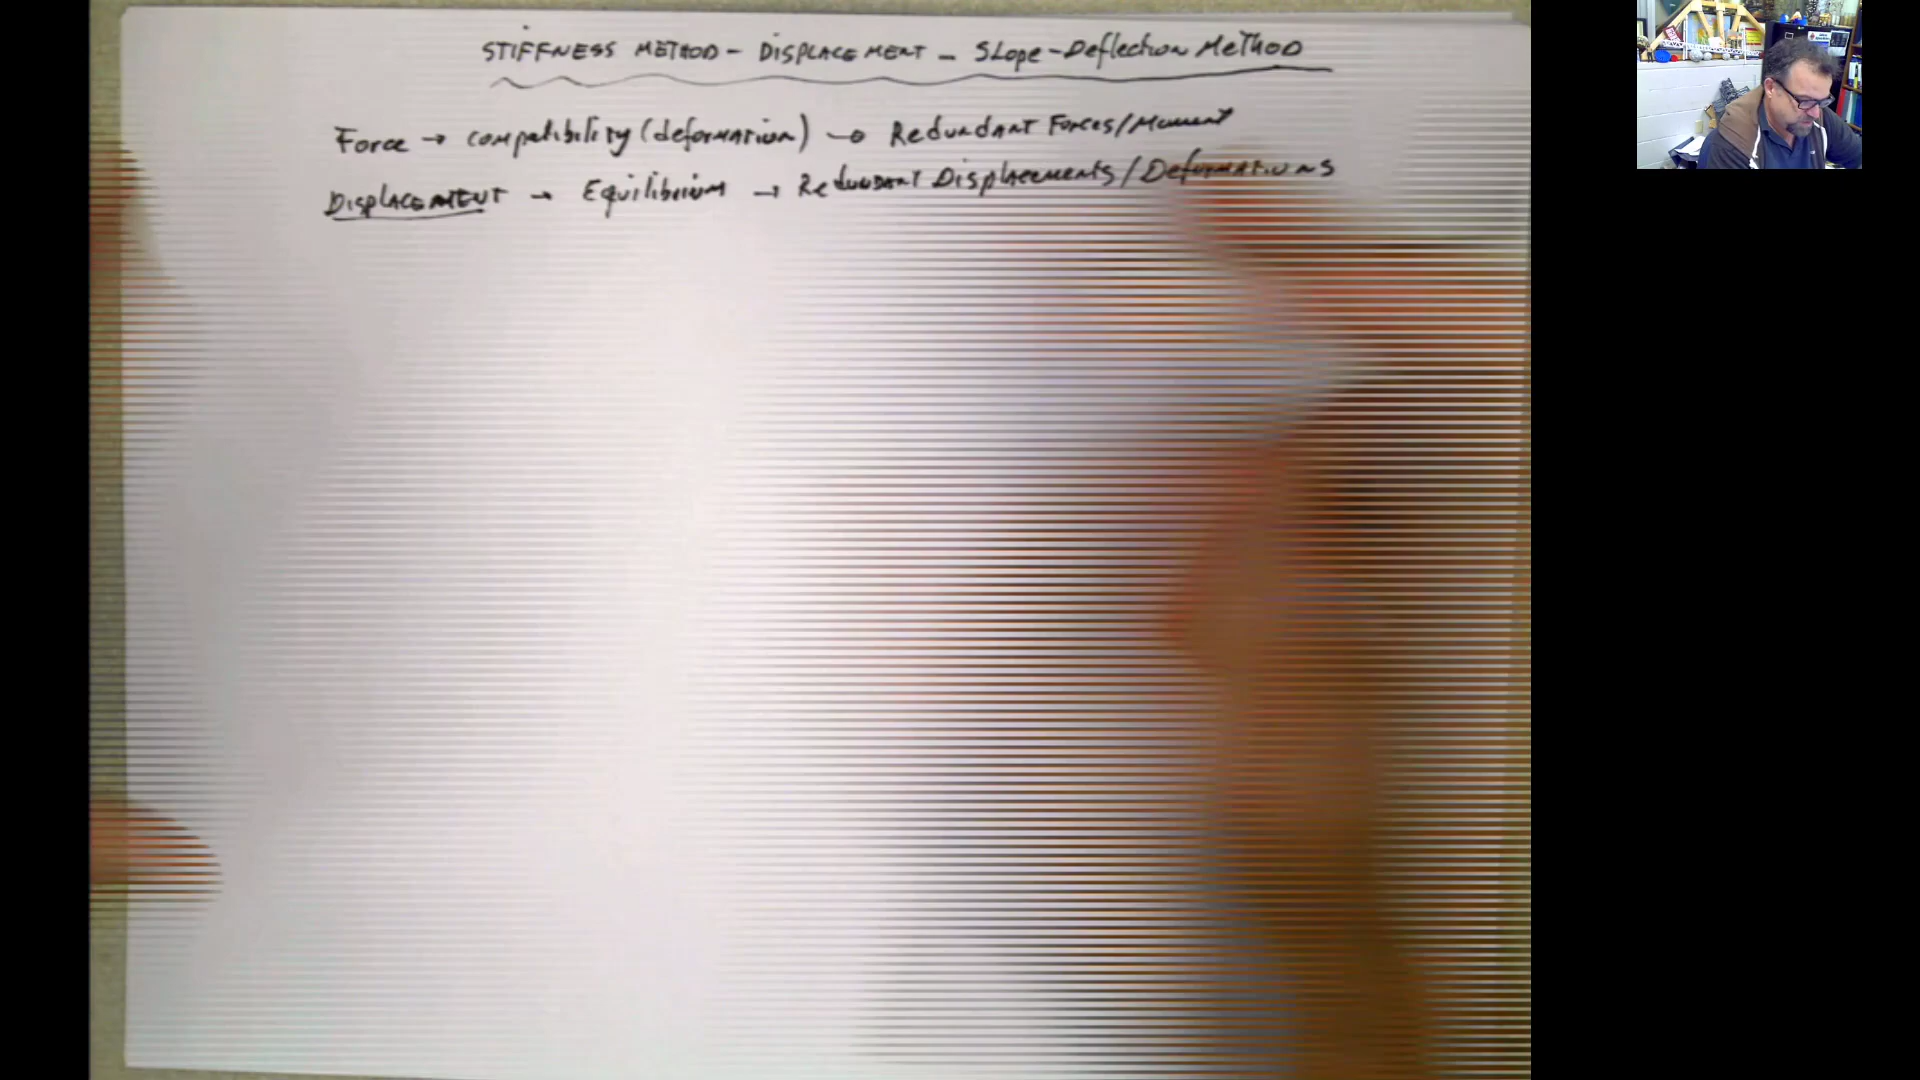 STIFFNESS METHOD - DISPLACEMENT - SLOPE-Deflection METHOD
Force → compatibility (deformation) → Redundant Forces/Moment
DISPLACEMENT → Equilibrium → Redundant Displacements/Deformations